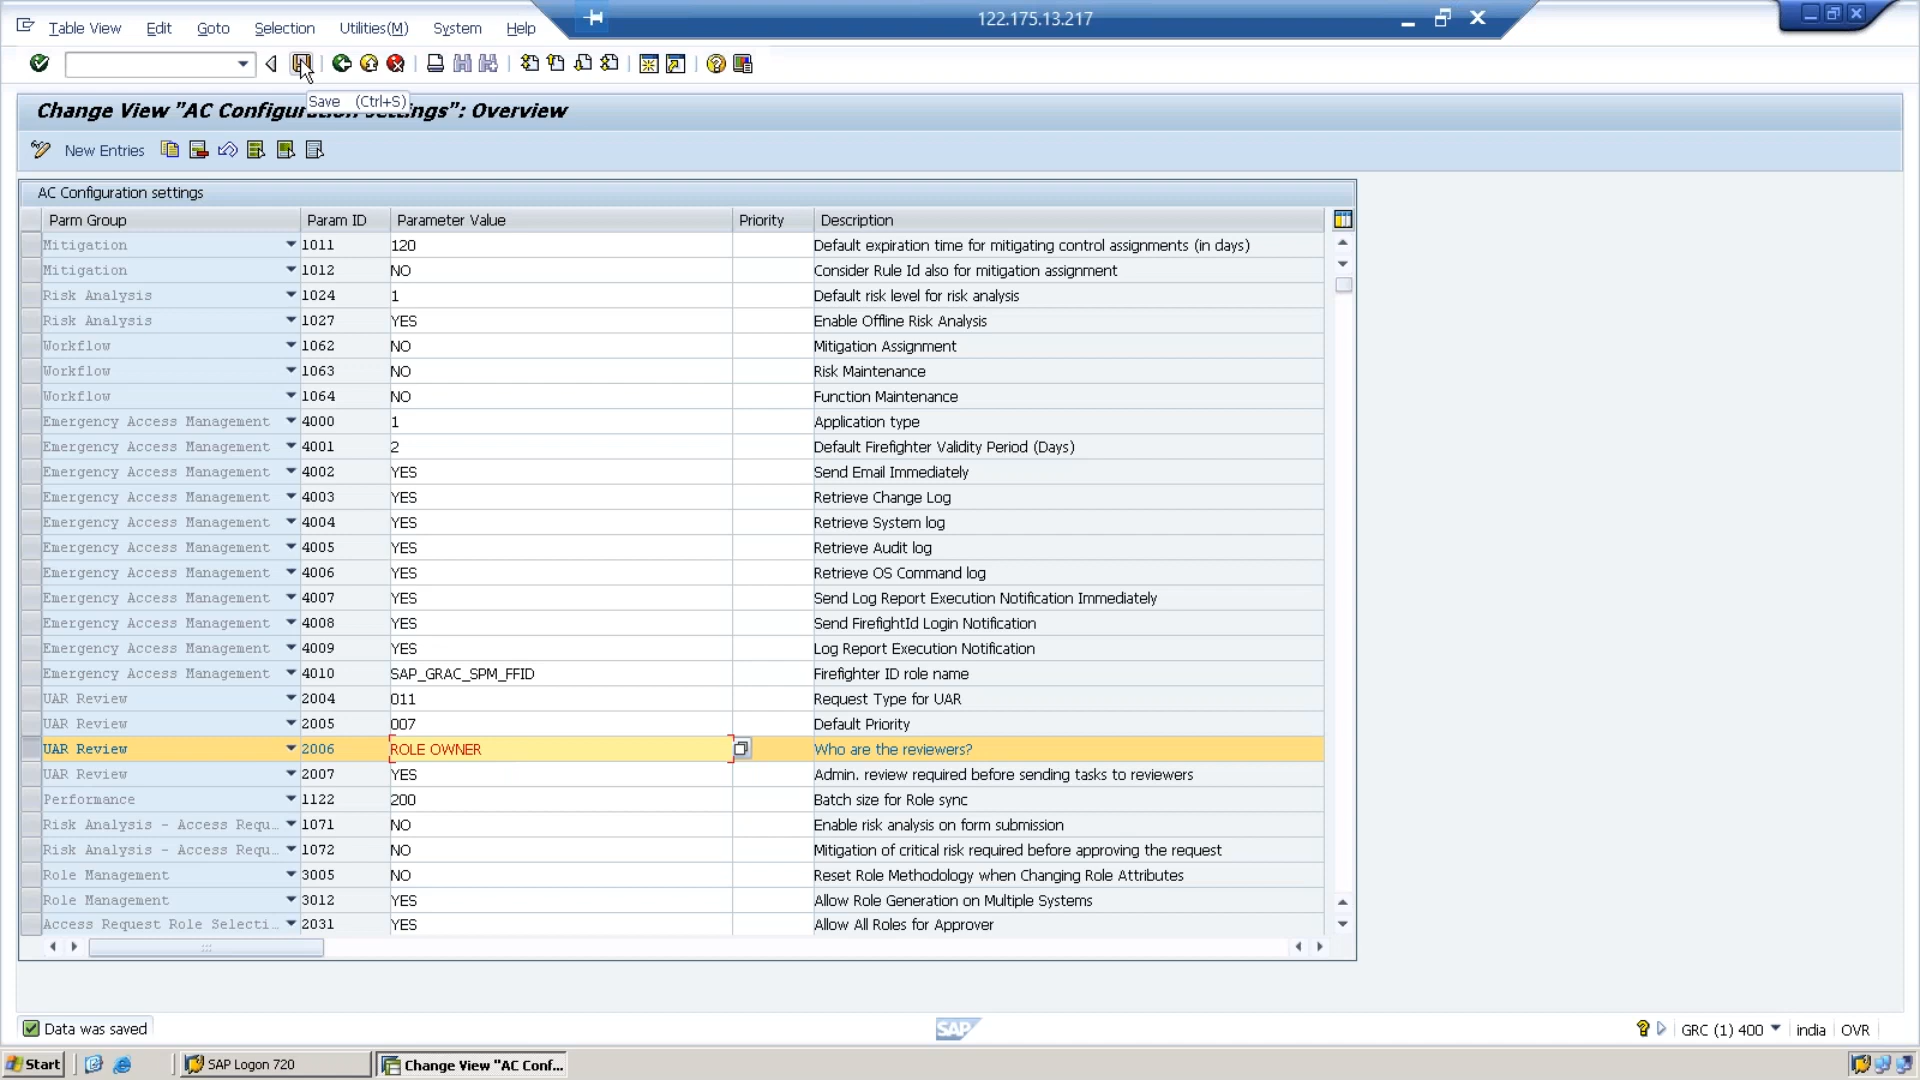 Table View Edit Goto Selection Utilities(M) System Help
122.175.13.217
Save (Ctrl+S)
Change View "AC Configuration Settings": Overview
New Entries
AC Configuration settings
Parm Group Param ID Parameter Value Priority Description
Mitigation 1011 120 Default expiration time for mitigating control assignments (in days)
Mitigation 1012 NO Consider Rule Id also for mitigation assignment
Risk Analysis 1024 1 Default risk level for risk analysis
Risk Analysis 1027 YES Enable Offline Risk Analysis
Workflow 1062 NO Mitigation Assignment
Workflow 1063 NO Risk Maintenance
Workflow 1064 NO Function Maintenance
Emergency Access Management 4000 1 Application type
Emergency Access Management 4001 2 Default Firefighter Validity Period (Days)
Emergency Access Management 4002 YES Send Email Immediately
Emergency Access Management 4003 YES Retrieve Change Log
Emergency Access Management 4004 YES Retrieve System log
Emergency Access Management 4005 YES Retrieve Audit log
Emergency Access Management 4006 YES Retrieve OS Command log
Emergency Access Management 4007 YES Send Log Report Execution Notification Immediately
Emergency Access Management 4008 YES Send FirefightId Login Notification
Emergency Access Management 4009 YES Log Report Execution Notification
Emergency Access Management 4010 SAP_GRAC_SPM_FFID Firefighter ID role name
UAR Review 2004 011 Request Type for UAR
UAR Review 2005 007 Default Priority
UAR Review 2006 ROLE OWNER Who are the reviewers?
UAR Review 2007 YES Admin. review required before sending tasks to reviewers
Performance 1122 200 Batch size for Role sync
Risk Analysis - Access Requ... 1071 NO Enable risk analysis on form submission
Risk Analysis - Access Requ... 1072 NO Mitigation of critical risk required before approving the request
Role Management 3005 NO Reset Role Methodology when Changing Role Attributes
Role Management 3012 YES Allow Role Generation on Multiple Systems
Access Request Role Selecti... 2031 YES Allow All Roles for Approver
Data was saved
SAP
GRC (1) 400 india OVR
Start SAP Logon 720 Change View "AC Conf...